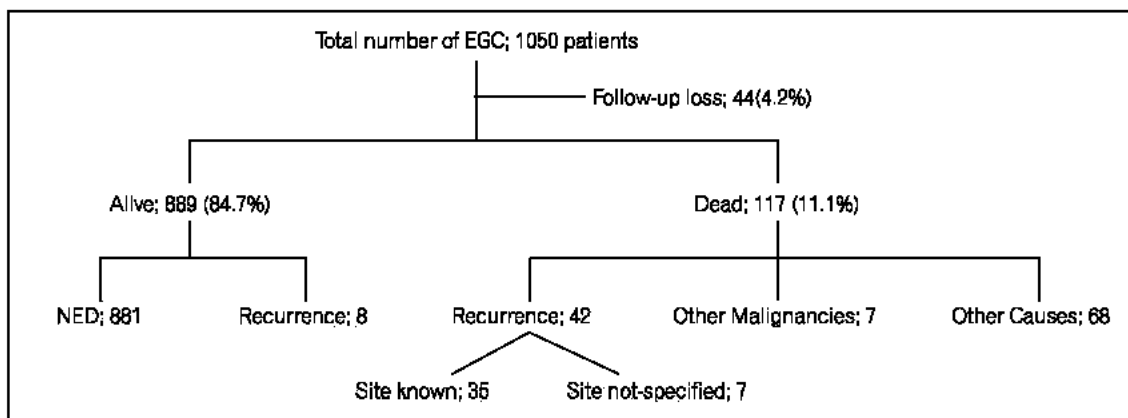 Total number of EGC; 1050 patients
Follow-up loss; 44(4.2%)
Alive; 889 (84.7%)
Dead; 117 (11.1%)
NED; 881
Recurrence; 8
Recurrence; 42
Other Malignancies; 7
Other Causes; 68
Site known; 35
Site not-specified; 7